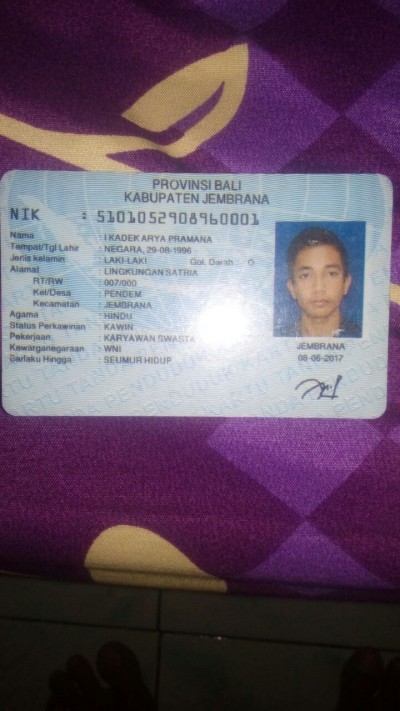 PROVINSI BALI
KABUPATEN JEMBRANA
NIK : 5101052908960001
Nama : I KADEK ARYA PRAMANA
Tempat/Tgl Lahir : NEGARA, 29-08-1996
Jenis kelamin : LAKI-LAKI Gol. Darah : O
Alamat : LINGKUNGAN SATRIA
RT/RW : 007/000
Kel/Desa : PENDEM
Kecamatan : JEMBRANA
Agama : HINDU
Status Perkawinan : KAWIN
Pekerjaan : KARYAWAN SWASTA
Kewarganegaraan : WNI
Berlaku Hingga : SEUMUR HIDUP
JEMBRANA
08-06-2017